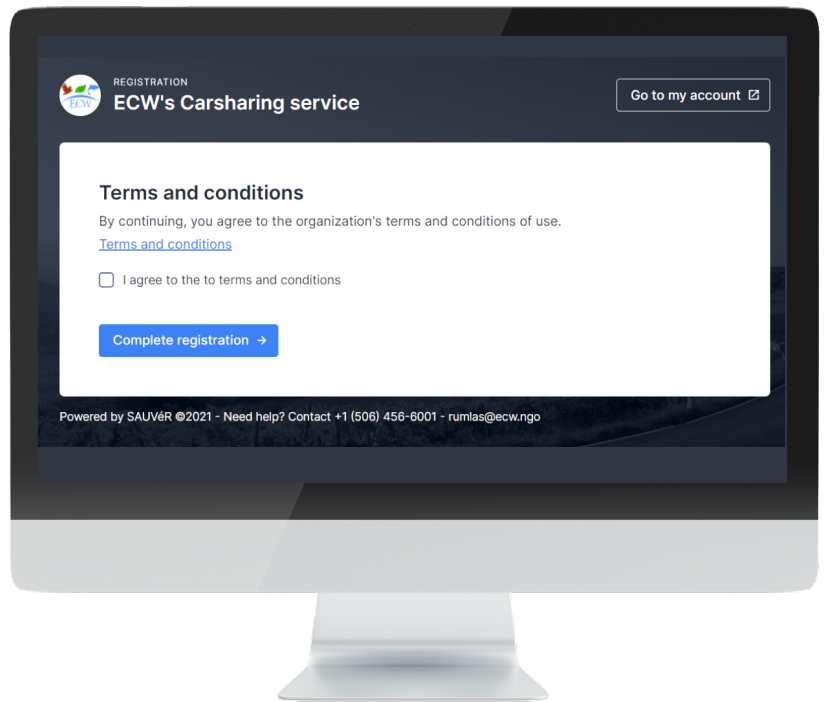 REGISTRATION
ECW's Carsharing service
ECW
Go to my account
Terms and conditions
By continuing, you agree to the organization's terms and conditions of use.
Terms and conditions
I agree to the to terms and conditions
Complete registration →
Powered by SAUVéR ©2021 - Need help? Contact +1 (506) 456-6001 - rumlas@ecw.ngo